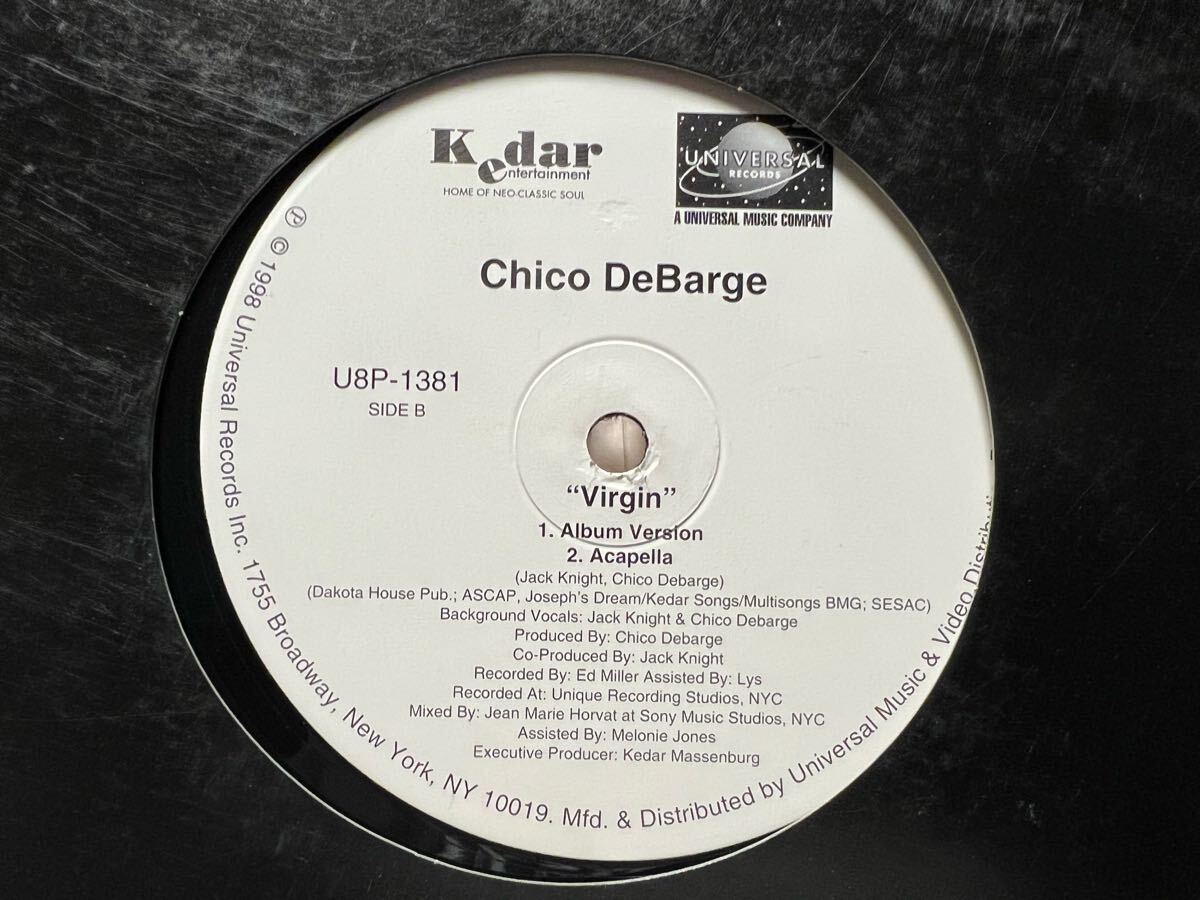 Kedar
entertainment
HOME OF NEO-CLASSIC SOUL
UNIVERSAL
RECORDS
A UNIVERSAL MUSIC COMPANY
Chico DeBarge
U8P-1381
SIDE B
“Virgin”
1. Album Version
2. Acapella
(Jack Knight, Chico Debarge)
(Dakota House Pub.; ASCAP, Joseph's Dream/Kedar Songs/Multisongs BMG; SESAC)
Background Vocals: Jack Knight & Chico Debarge
Produced By: Chico Debarge
Co-Produced By: Jack Knight
Recorded By: Ed Miller Assisted By: Lys
Recorded At: Unique Recording Studios, NYC
Mixed By: Jean Marie Horvat at Sony Music Studios, NYC
Assisted By: Melonie Jones
Executive Producer: Kedar Massenburg
℗ © 1998 Universal Records Inc. 1755 Broadway, New York, NY 10019. Mfd. & Distributed by Universal Music & Video